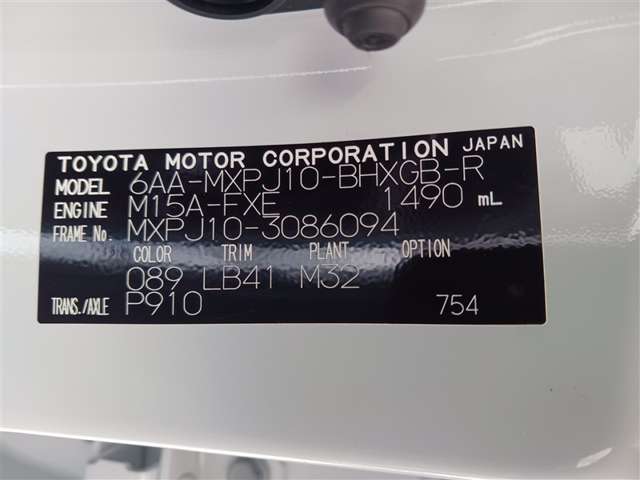 TOYOTA MOTOR CORPORATION JAPAN
MODEL 6AA-MXPJ10-BHXGB-R
ENGINE M15A-FXE 1490 mL
FRAME No. MXPJ10-3086094
COLOR TRIM PLANT OPTION
089 LB41 M32
TRANS./AXLE P910 754